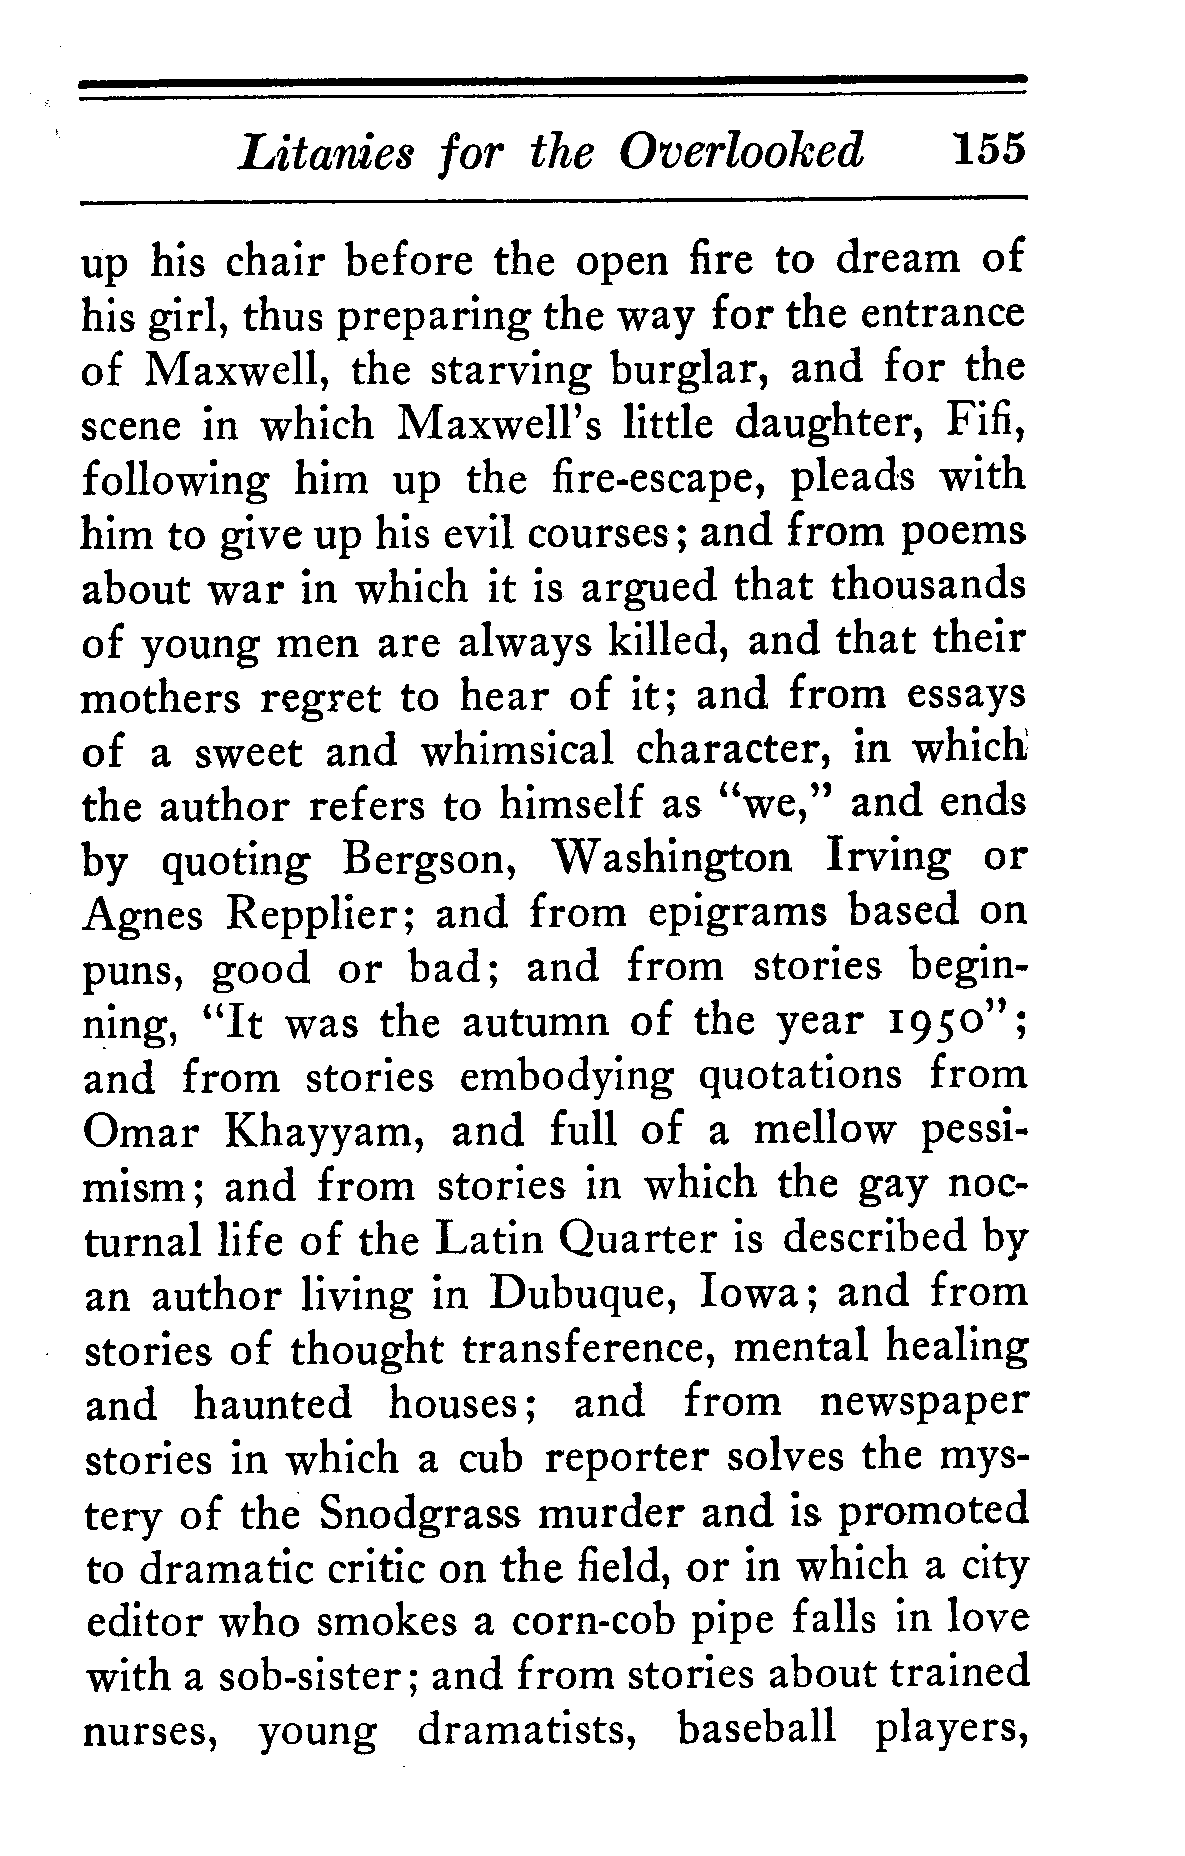 Litanies for the Overlooked 155
up his chair before the open fire to dream of
his girl, thus preparing the way for the entrance
of Maxwell, the starving burglar, and for the
scene in which Maxwell's little daughter, Fifi,
following him up the fire-escape, pleads with
him to give up his evil courses; and from poems
about war in which it is argued that thousands
of young men are always killed, and that their
mothers regret to hear of it; and from essays
of a sweet and whimsical character, in which
the author refers to himself as “we,” and ends
by quoting Bergson, Washington Irving or
Agnes Repplier; and from epigrams based on
puns, good or bad; and from stories begin-
ning, “It was the autumn of the year 1950”;
and from stories embodying quotations from
Omar Khayyam, and full of a mellow pessi-
mism; and from stories in which the gay noc-
turnal life of the Latin Quarter is described by
an author living in Dubuque, Iowa; and from
stories of thought transference, mental healing
and haunted houses; and from newspaper
stories in which a cub reporter solves the mys-
tery of the Snodgrass murder and is promoted
to dramatic critic on the field, or in which a city
editor who smokes a corn-cob pipe falls in love
with a sob-sister; and from stories about trained
nurses, young dramatists, baseball players,